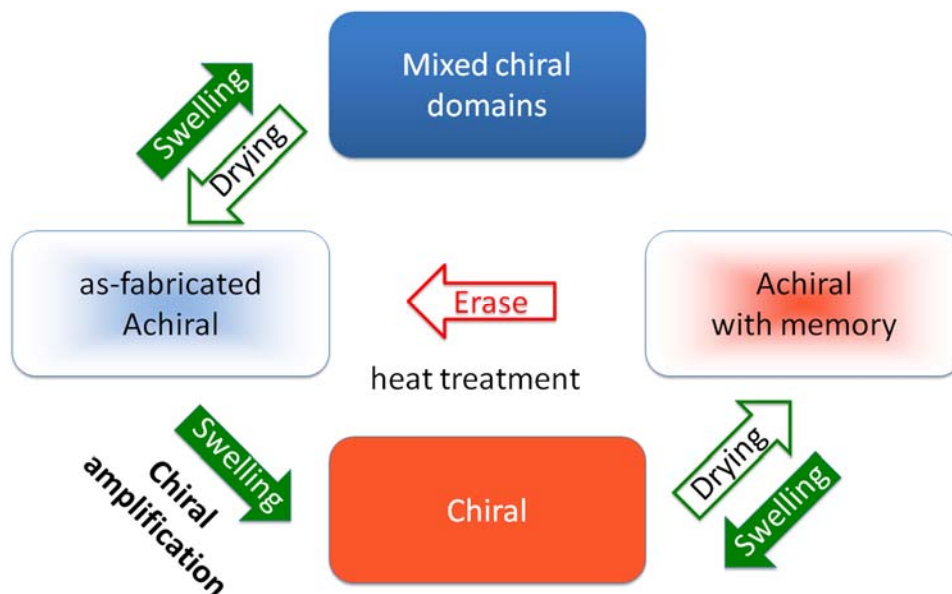 Mixed chiral
domains
Swelling
Drying
as-fabricated
Achiral
Erase
Achiral
with memory
heat treatment
Swelling
Chiral
amplification
Chiral
Drying
Swelling